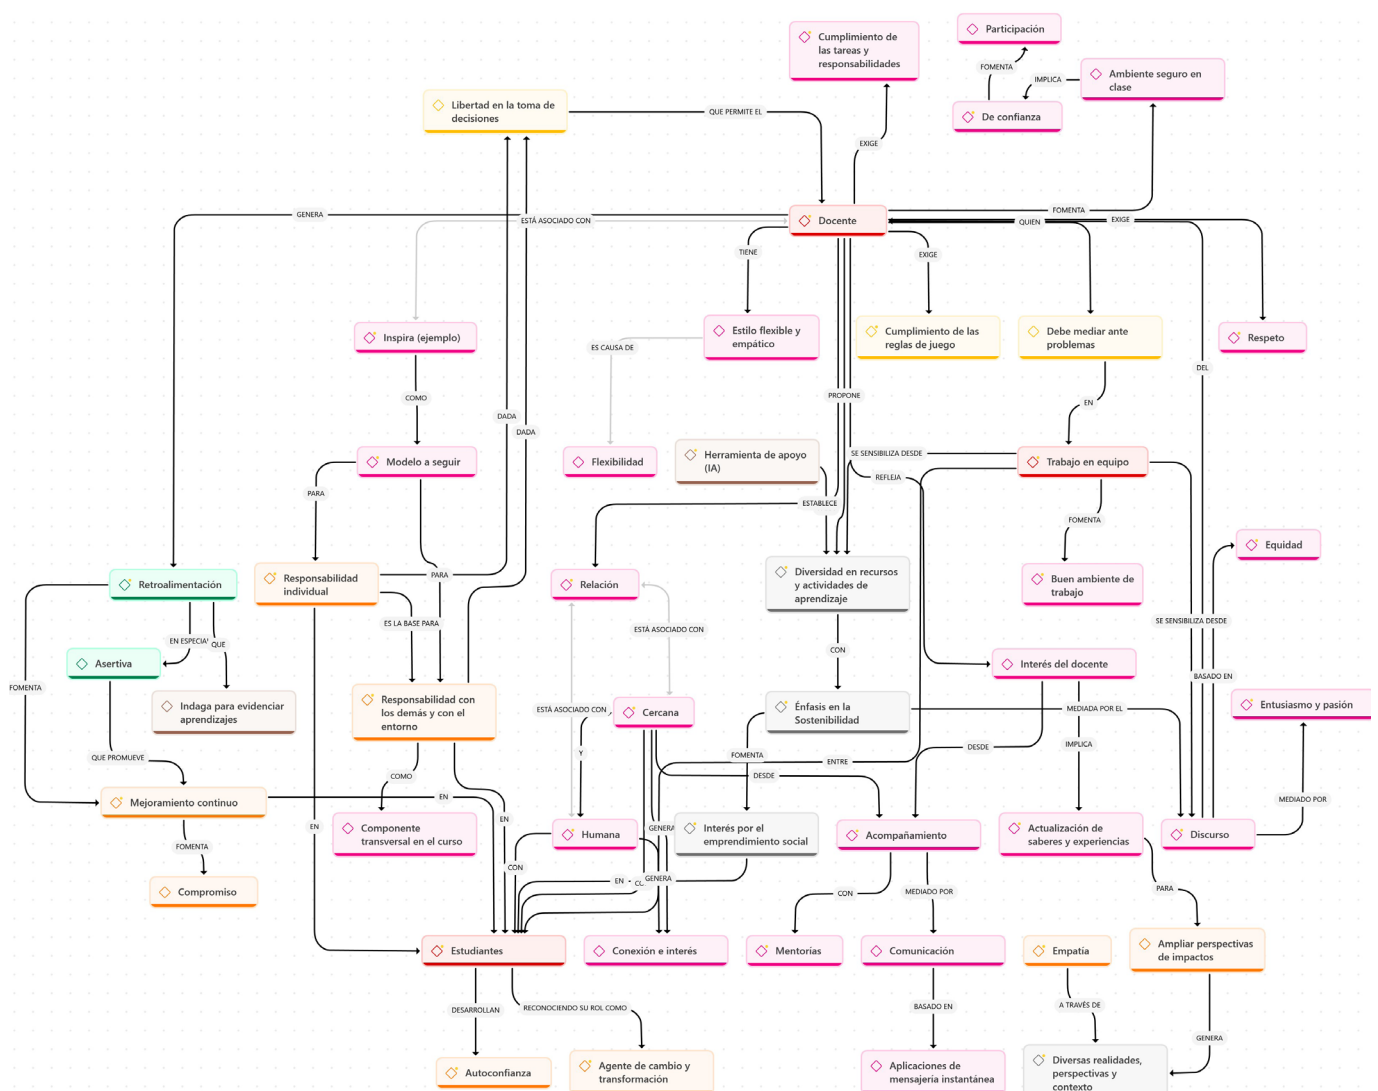 Cumplimiento de
las tareas y
responsabilidades
Participación
FOMENTA
IMPLICA
Ambiente seguro en
clase
De confianza
Libertad en la toma de
decisiones
QUE PERMITE EL
EXIGE
GENERA
ESTÁ ASOCIADO CON
Docente
FOMENTA
QUIEN
EXIGE
TIENE
EXIGE
Inspira (ejemplo)
Estilo flexible y
empático
Cumplimiento de las
reglas de juego
Debe mediar ante
problemas
Respeto
ES CAUSA DE
DEL
COMO
PROPONE
EN
DADA
DADA
Modelo a seguir
Flexibilidad
Herramienta de apoyo
(IA)
SE SENSIBILIZA DESDE
Trabajo en equipo
REFLEJA
PARA
ESTABLECE
FOMENTA
Equidad
Retroalimentación
Responsabilidad
individual
PARA
Relación
Diversidad en recursos
y actividades de
aprendizaje
Buen ambiente de
trabajo
ES LA BASE PARA
ESTÁ ASOCIADO CON
SE SENSIBILIZA DESDE
EN ESPECIA
QUE
CON
Asertiva
Interés del docente
BASADO EN
FOMENTA
Indaga para evidenciar
aprendizajes
Responsabilidad con
los demás y con el
entorno
ESTÁ ASOCIADO CON
Cercana
Énfasis en la
Sostenibilidad
MEDIADA POR EL
Entusiasmo y pasión
QUE PROMUEVE
Y
FOMENTA
ENTRE
DESDE
IMPLICA
COMO
DESDE
Mejoramiento continuo
EN
MEDIADO POR
EN
EN
Componente
transversal en el curso
Humana
GENERA
Interés por el
emprendimiento social
Acompañamiento
Actualización de
saberes y experiencias
Discurso
FOMENTA
CON
EN
GENERA
Compromiso
CON
MEDIADO POR
PARA
Estudiantes
Conexión e interés
Mentorías
Comunicación
Empatía
Ampliar perspectivas
de impactos
DESARROLLAN
RECONOCIENDO SU ROL COMO
BASADO EN
A TRAVÉS DE
GENERA
Autoconfianza
Agente de cambio y
transformación
Aplicaciones de
mensajería instantánea
Diversas realidades,
perspectivas y
contexto